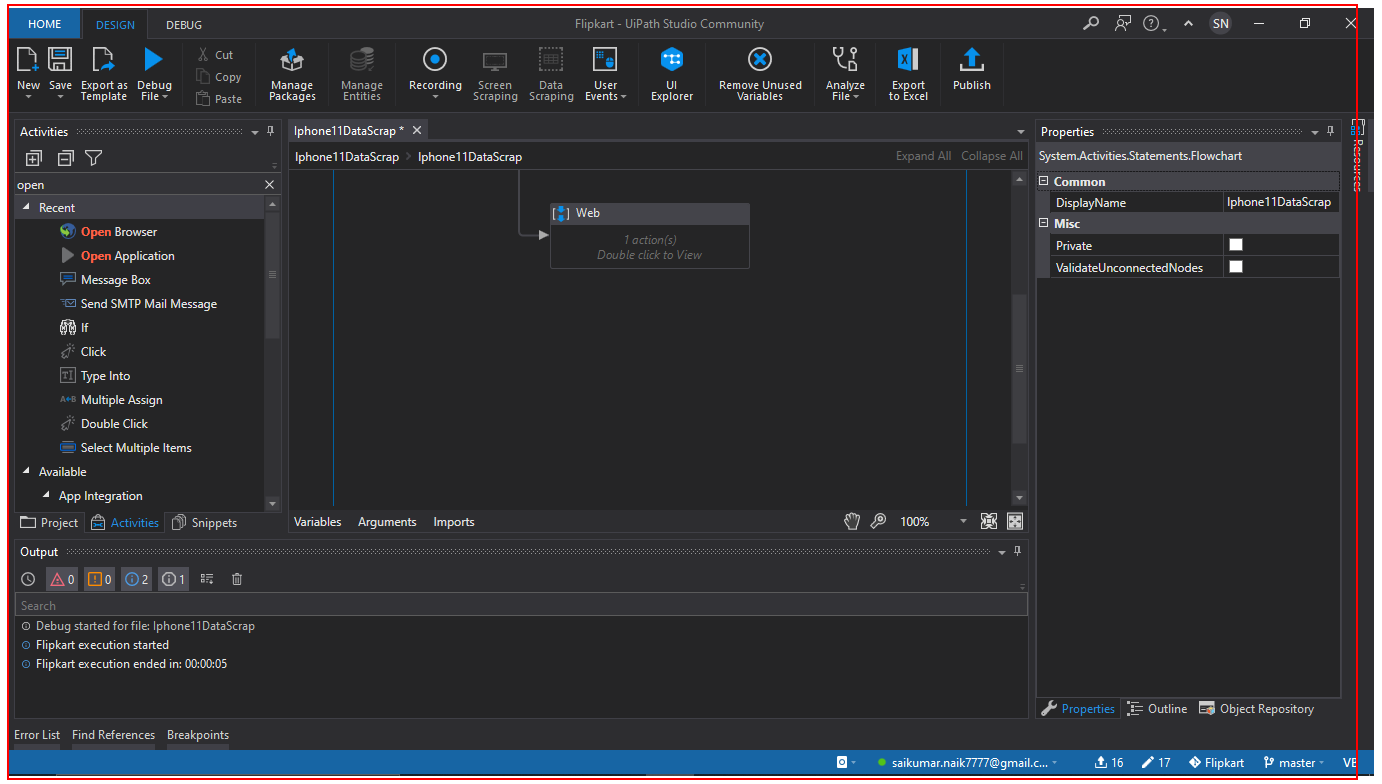 HOME DESIGN DEBUG Flipkart - UiPath Studio Community SN
New Save Export as Template Debug File Cut Copy Paste Manage Packages Manage Entities Recording Screen Scraping Data Scraping User Events UI Explorer Remove Unused Variables Analyze File Export to Excel Publish
Activities
open
Recent
Open Browser
Open Application
Message Box
Send SMTP Mail Message
If
Click
Type Into
A+B Multiple Assign
Double Click
Select Multiple Items
Available
App Integration
Project Activities Snippets
Iphone11DataScrap *
Iphone11DataScrap > Iphone11DataScrap Expand All Collapse All
Web
1 action(s)
Double click to View
Variables Arguments Imports 100%
Properties
System.Activities.Statements.Flowchart
Common
DisplayName Iphone11DataScrap
Misc
Private
ValidateUnconnectedNodes
Resources
Properties Outline Object Repository
Output
0 0 2 1
Search
Debug started for file: Iphone11DataScrap
Flipkart execution started
Flipkart execution ended in: 00:00:05
Error List Find References Breakpoints
saikumar.naik7777@gmail.c... 16 17 Flipkart master VB